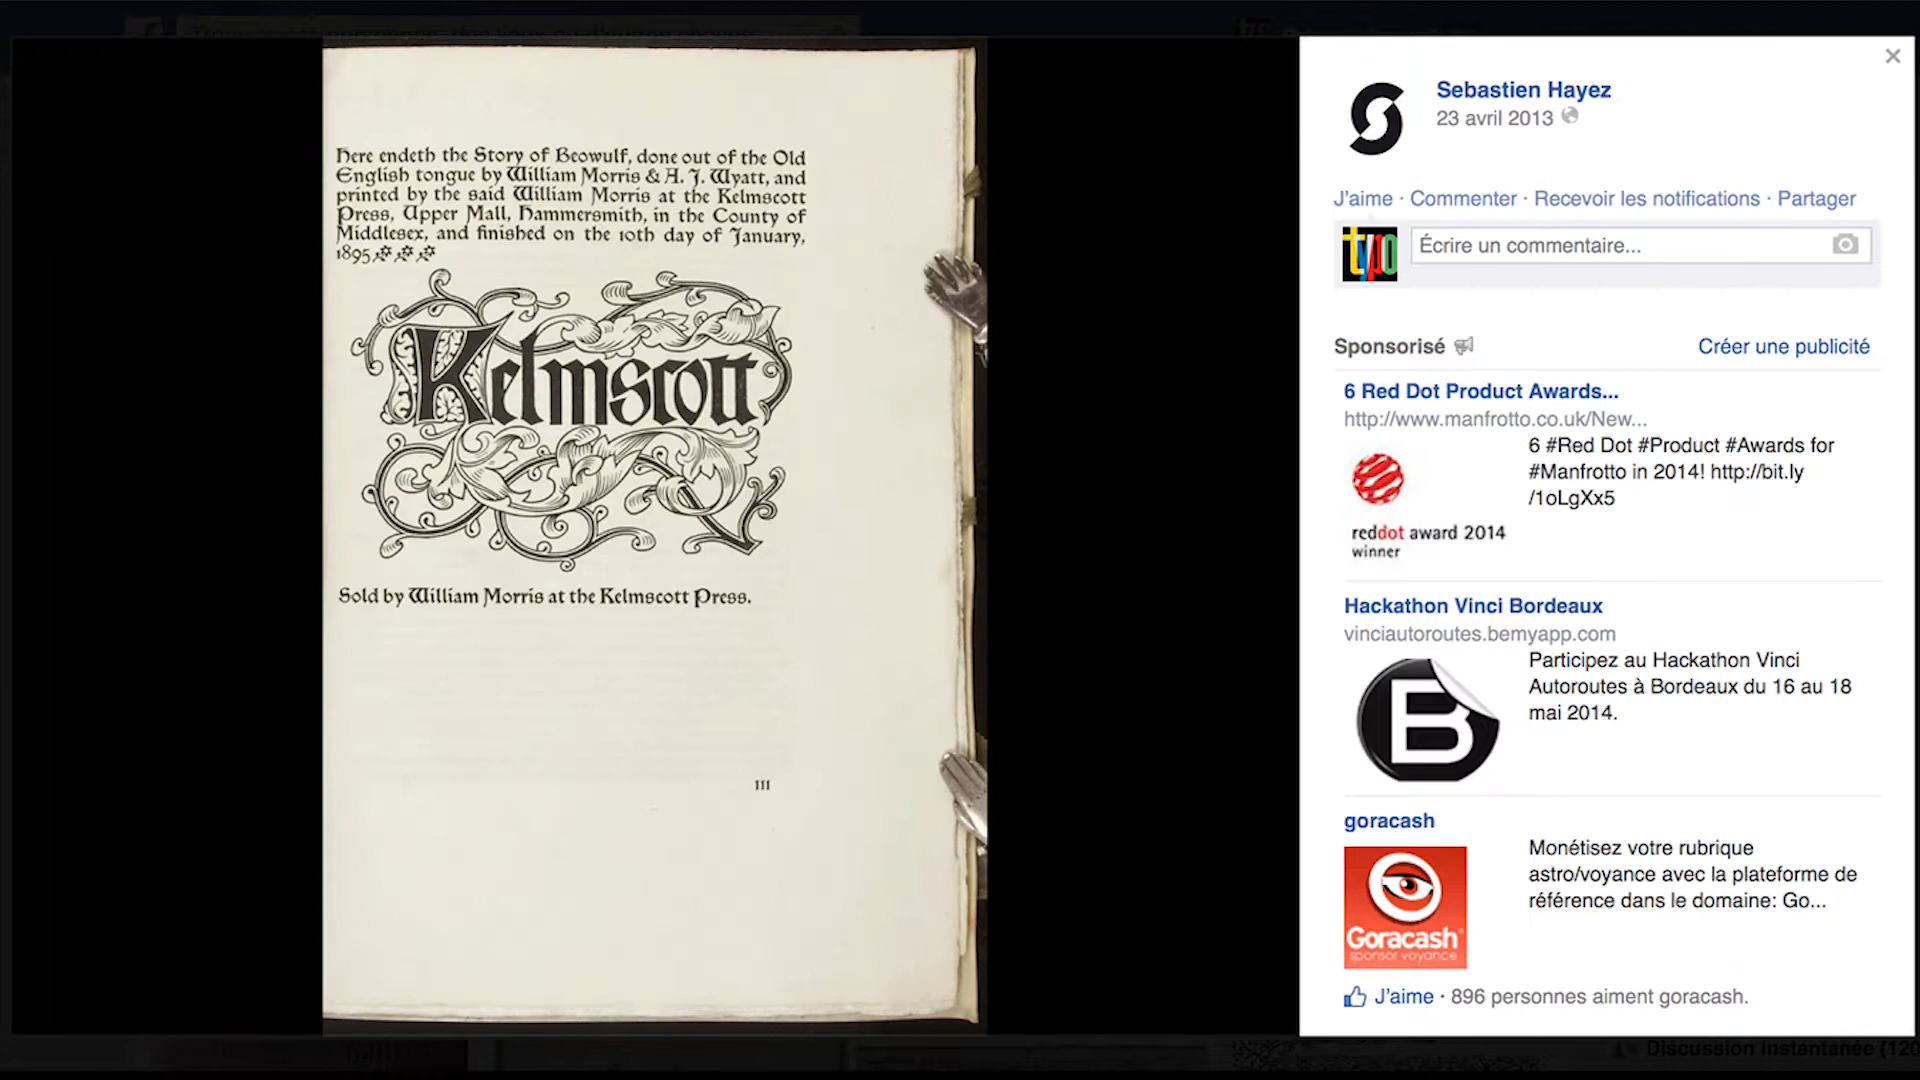 Here endeth the Story of Beowulf, done out of the Old
English tongue by William Morris & A. J. Wyatt, and
printed by the said William Morris at the Kelmscott
Press, Upper Mall, Hammersmith, in the County of
Middlesex, and finished on the 10th day of January,
1895
Kelmscott
Sold by William Morris at the Kelmscott Press.
111
Sebastien Hayez
23 avril 2013
J'aime · Commenter · Recevoir les notifications · Partager
typo
Écrire un commentaire...
Sponsorisé
Créer une publicité
6 Red Dot Product Awards...
http://www.manfrotto.co.uk/New...
6 #Red Dot #Product #Awards for
#Manfrotto in 2014! http://bit.ly
/1oLgXx5
reddot award 2014
winner
Hackathon Vinci Bordeaux
vinciautoroutes.bemyapp.com
Participez au Hackathon Vinci
Autoroutes à Bordeaux du 16 au 18
mai 2014.
B
goracash
Monétisez votre rubrique
astro/voyance avec la plateforme de
référence dans le domaine: Go...
Goracash
sponsor voyance
J'aime · 896 personnes aiment goracash.
Discussion instantanée (120